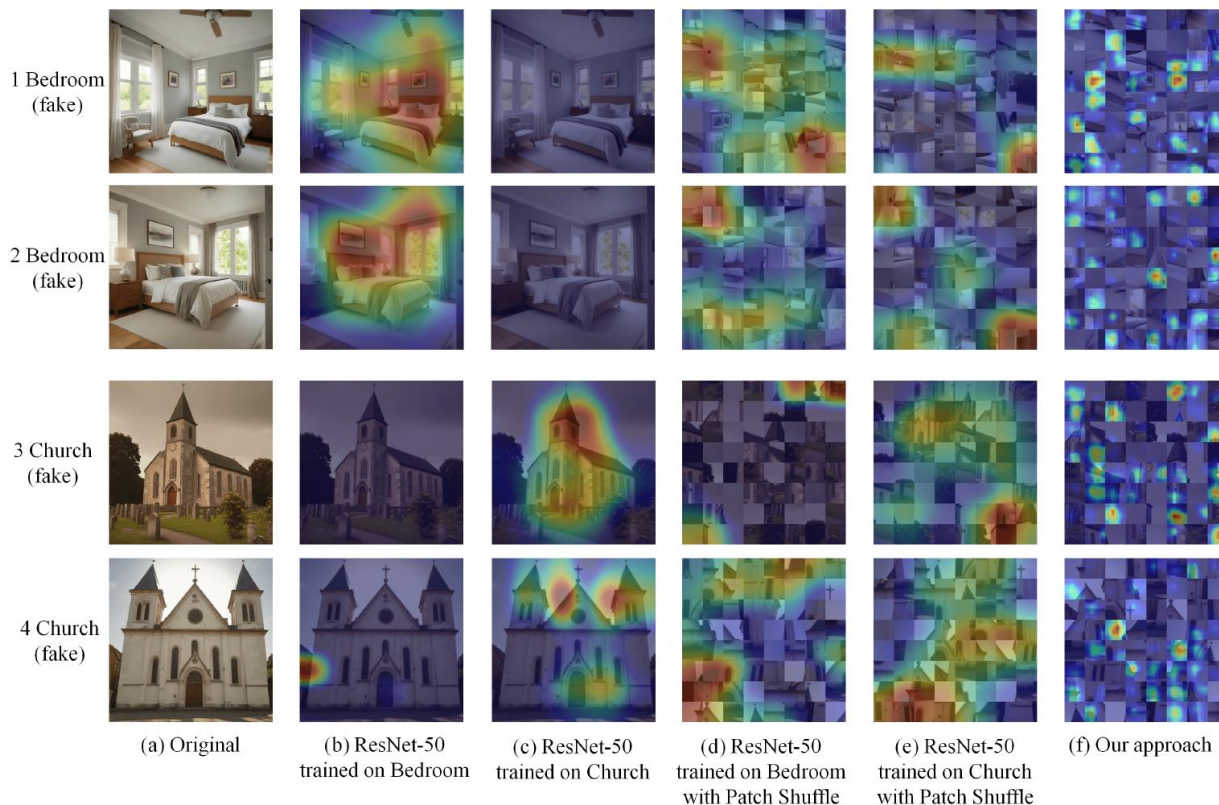 1 Bedroom
(fake)
2 Bedroom
(fake)
3 Church
(fake)
4 Church
(fake)
(a) Original
(b) ResNet-50
trained on Bedroom
(c) ResNet-50
trained on Church
(d) ResNet-50
trained on Bedroom
with Patch Shuffle
(e) ResNet-50
trained on Church
with Patch Shuffle
(f) Our approach